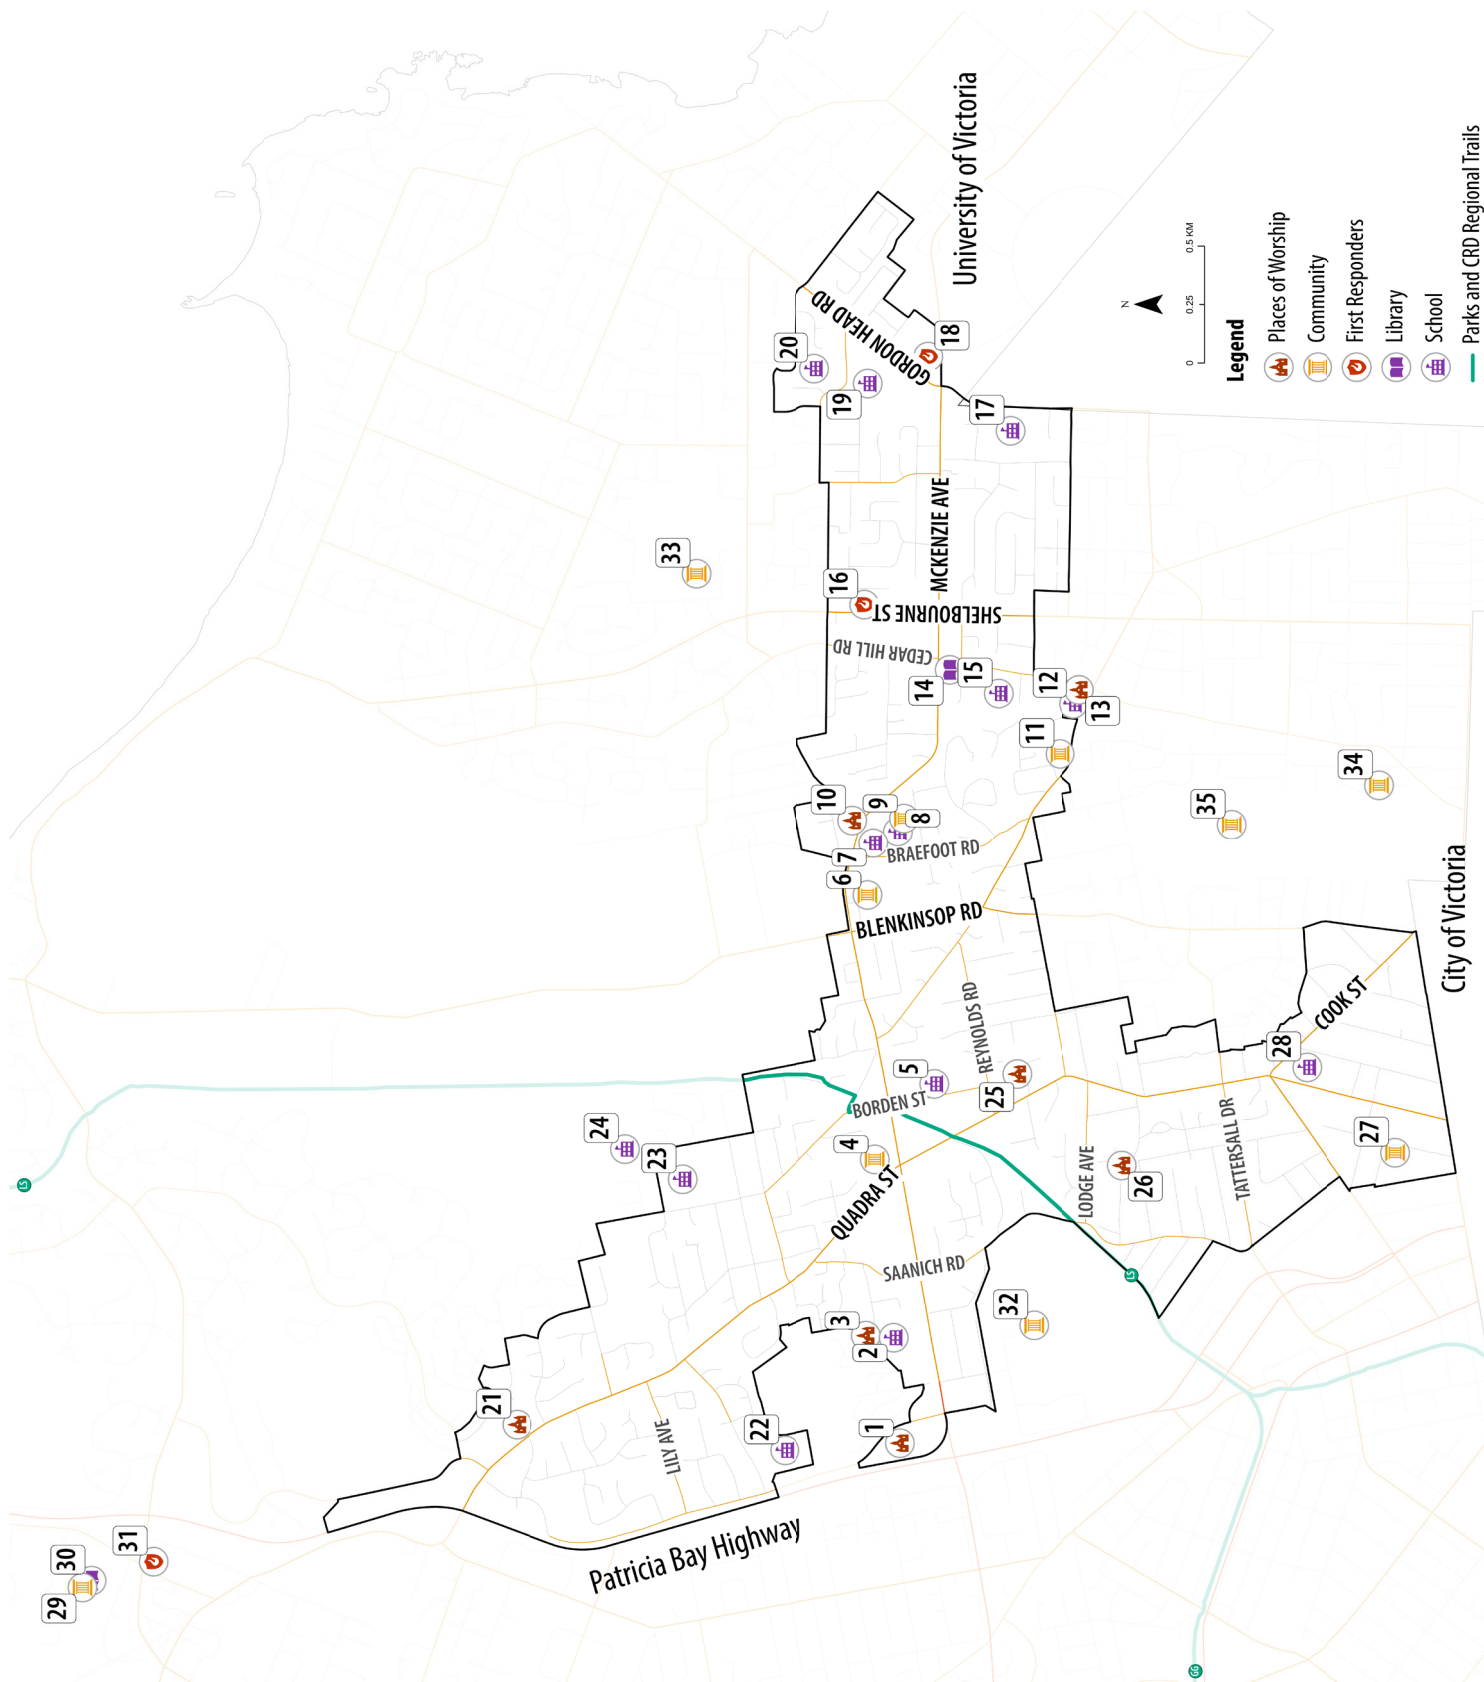 University of Victoria
GORDON HEAD RD
MCKENZIE AVE
SHELBOURNE ST
CEDAR HILL RD
BRAEFOOT RD
BLENKINSOP RD
REYNOLDS RD
BORDEN ST
QUADRA ST
SAANICH RD
LODGE AVE
TATTERSALL DR
COOK ST
LILY AVE
Patricia Bay Highway
City of Victoria
1
2
3
4
5
6
7
8
9
10
11
12
13
14
15
16
17
18
19
20
21
22
23
24
25
26
27
28
29
30
31
32
33
34
35
LS
LS
GG
N
0 0.25 0.5 KM
Legend
Places of Worship
Community
First Responders
Library
School
Parks and CRD Regional Trails